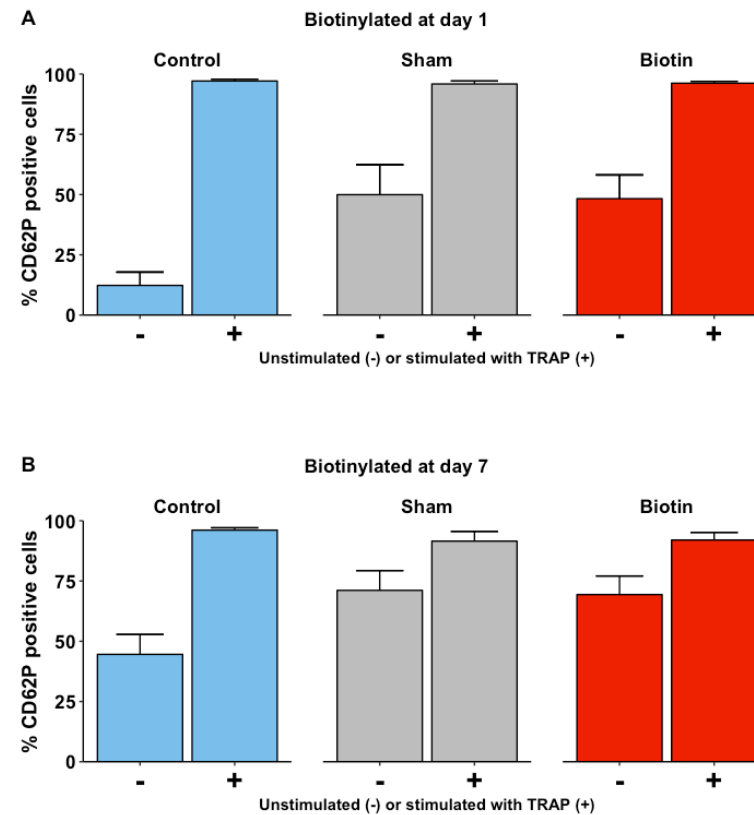 A
Biotinylated at day 1
Control Sham Biotin
% CD62P positive cells
100
75
50
25
0
- + - + - +
Unstimulated (-) or stimulated with TRAP (+)
B
Biotinylated at day 7
Control Sham Biotin
% CD62P positive cells
100
75
50
25
0
- + - + - +
Unstimulated (-) or stimulated with TRAP (+)